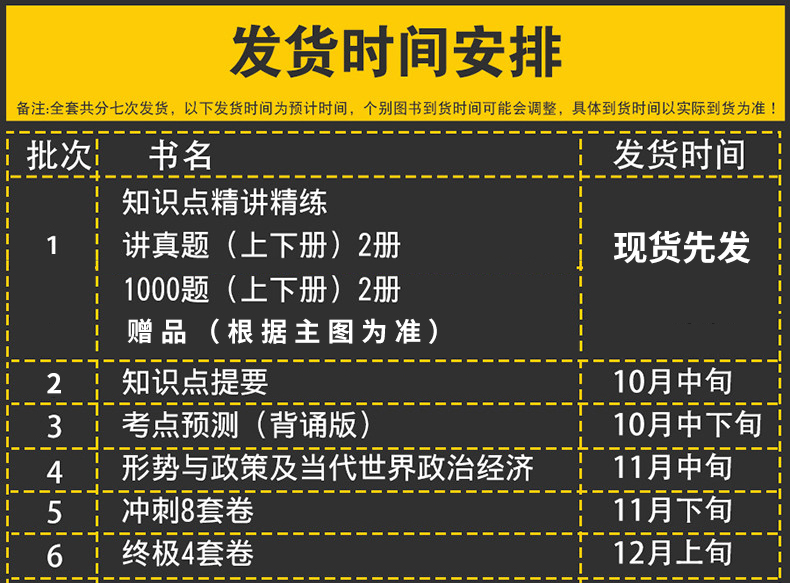 发货时间安排
备注:全套共分七次发货，以下发货时间为预计时间，个别图书到货时间可能会调整，具体到货时间以实际到货为准！
批次 书名 发货时间
知识点精讲精练
1 讲真题（上下册）2册 现货先发
1000题（上下册）2册
赠品（根据主图为准）
2 知识点提要 10月中旬
3 考点预测（背诵版） 10月中下旬
4 形势与政策及当代世界政治经济 11月中旬
5 冲刺8套卷 11月下旬
6 终极4套卷 12月上旬